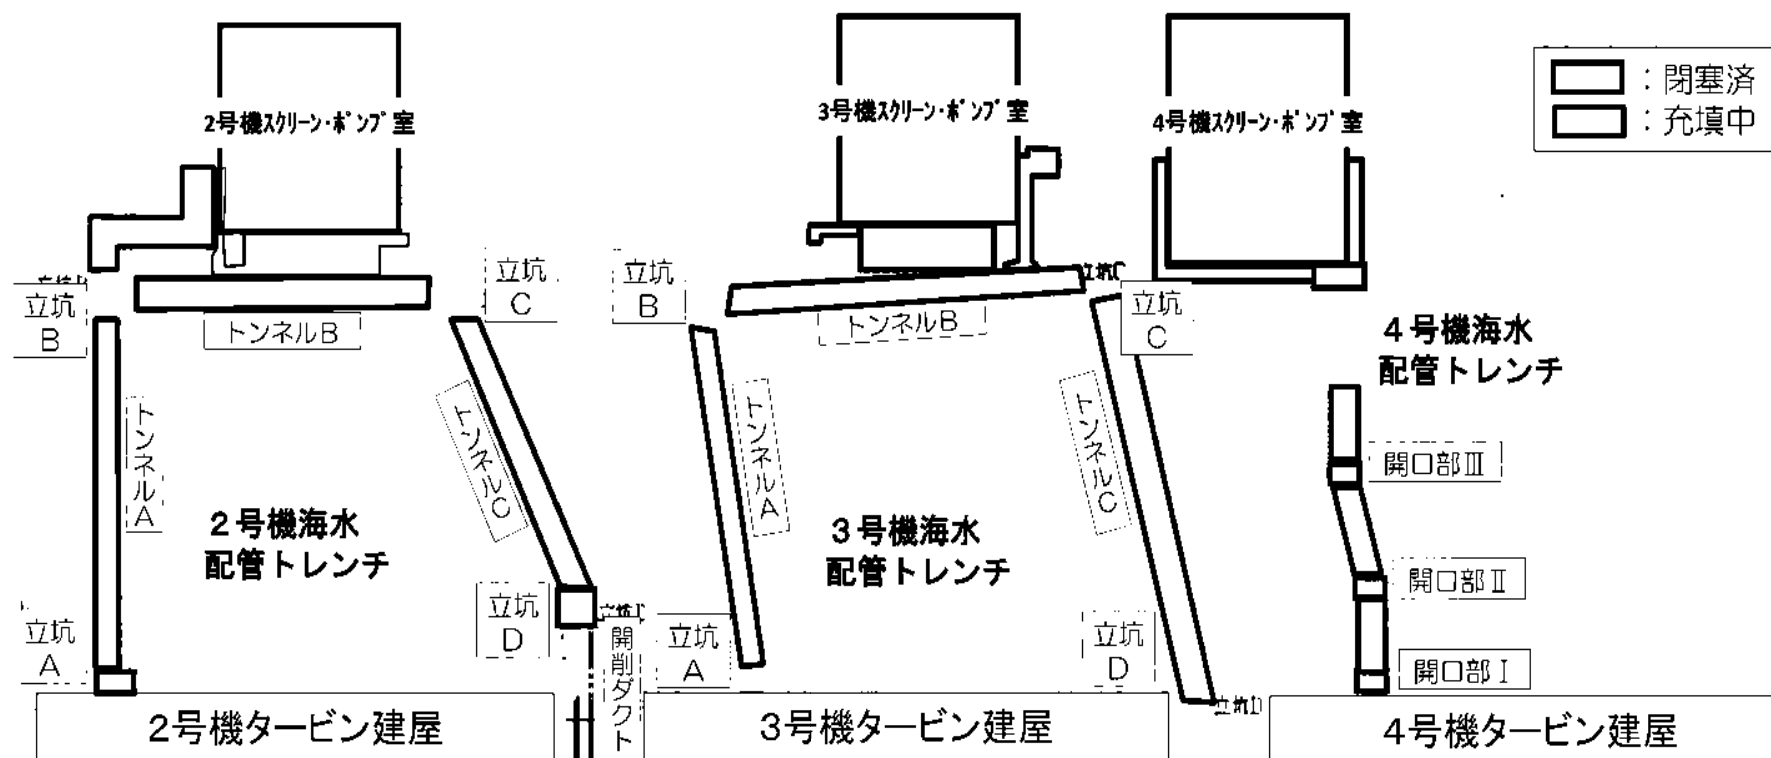 2号機スクリーン・ポンプ室
3号機スクリーン・ポンプ室
4号機スクリーン・ポンプ室
：閉塞済
：充填中
立坑
B
トンネルB
立坑
C
立坑
B
トンネルB
立坑
C
4号機海水
配管トレンチ
トンネルA
トンネルC
トンネルA
トンネルC
2号機海水
配管トレンチ
3号機海水
配管トレンチ
開口部Ⅲ
開口部Ⅱ
開口部Ⅰ
立坑
A
立坑
D
開削ダクト
立坑
A
立坑
D
2号機タービン建屋
3号機タービン建屋
4号機タービン建屋